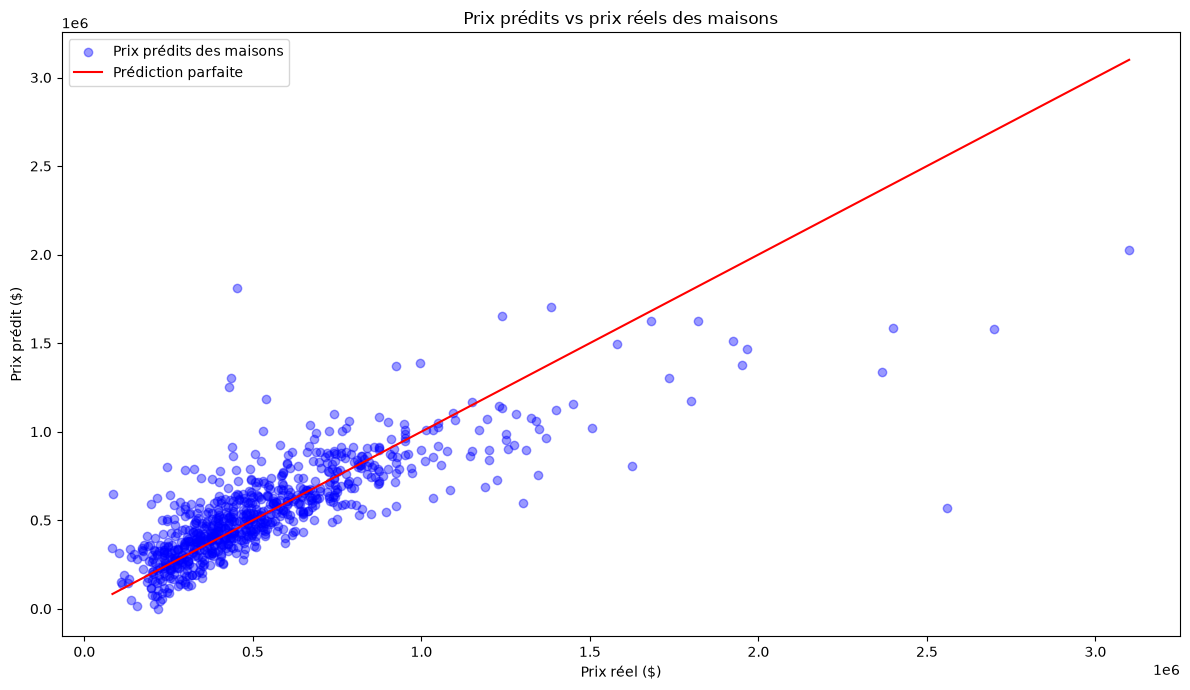 Prix prédits vs prix réels des maisons
1e6
Prix prédits des maisons
Prédiction parfaite
3.0
2.5
2.0
1.5
1.0
0.5
0.0
Prix prédit ($)
0.0 0.5 1.0 1.5 2.0 2.5 3.0
1e6
Prix réel ($)